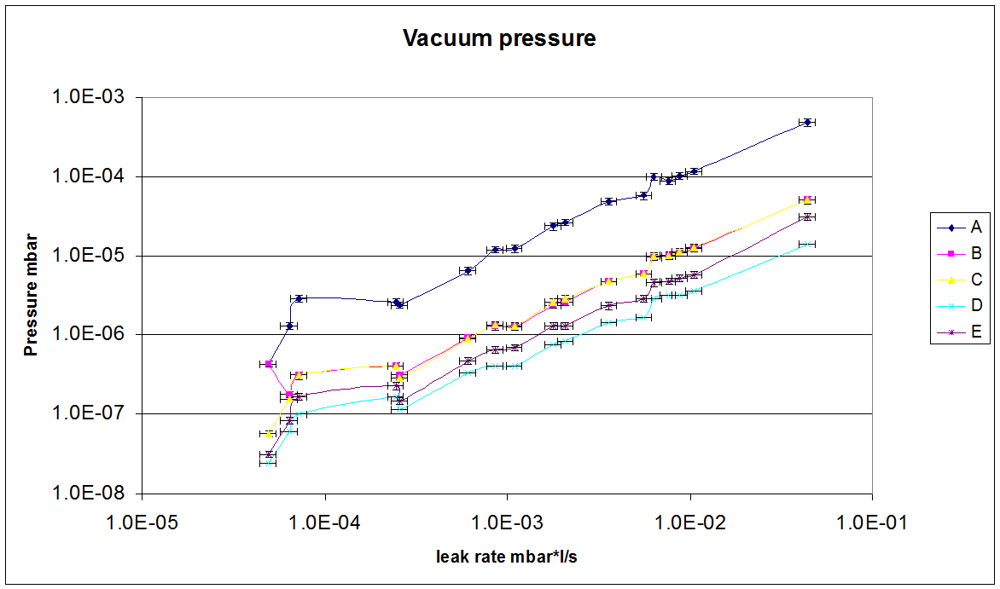 Vacuum pressure
Pressure mbar
1.0E-03
1.0E-04
1.0E-05
1.0E-06
1.0E-07
1.0E-08
1.0E-05 1.0E-04 1.0E-03 1.0E-02 1.0E-01
leak rate mbar*l/s
A
B
C
D
E